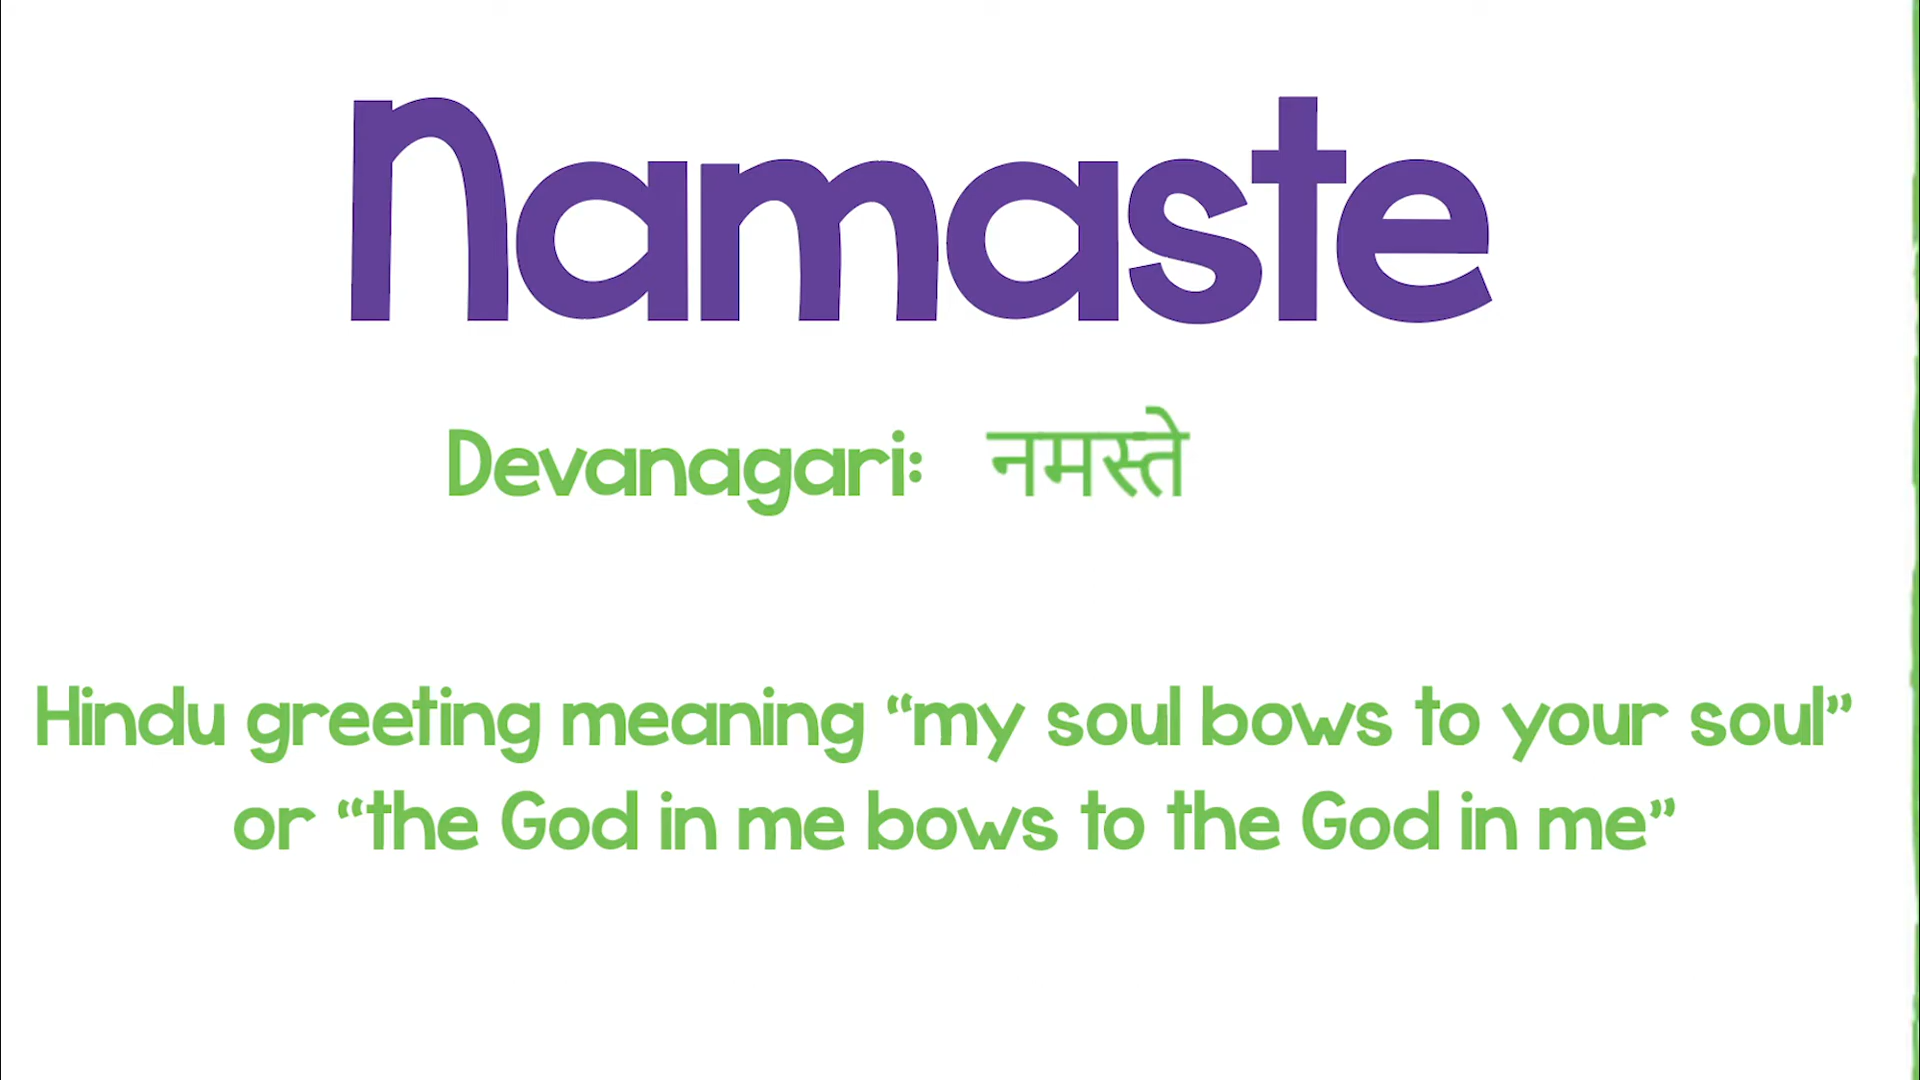 Namaste
Devanagari: नमस्ते
Hindu greeting meaning “my soul bows to your soul”
or “the God in me bows to the God in me”